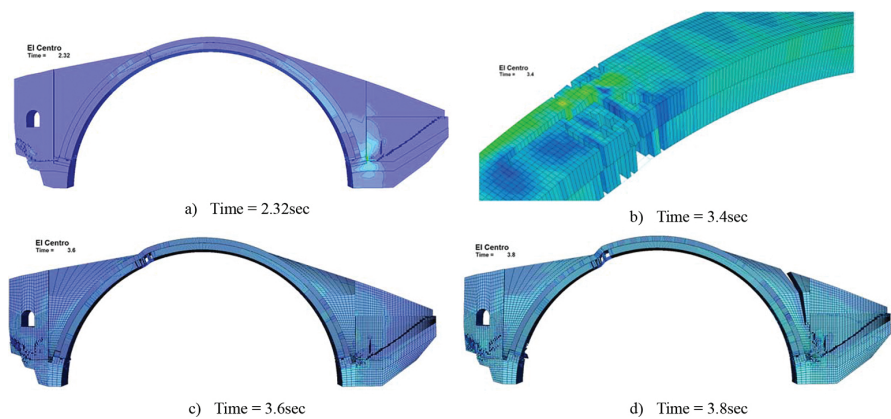 El Centro
Time = 2.32
a) Time = 2.32sec
El Centro
Time = 3.4
b) Time = 3.4sec
El Centro
Time = 3.6
c) Time = 3.6sec
El Centro
Time = 3.8
d) Time = 3.8sec